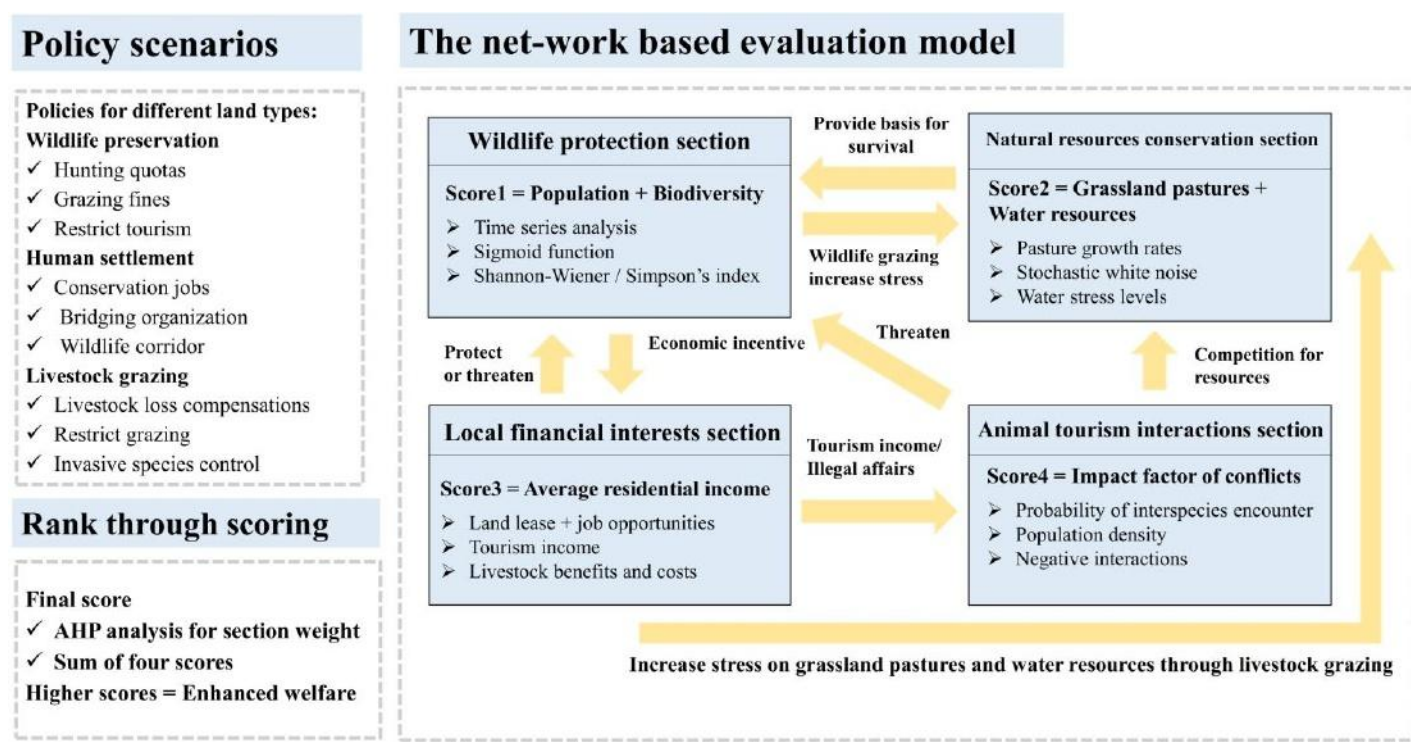 Policy scenarios
Policies for different land types:
Wildlife preservation
✓ Hunting quotas
✓ Grazing fines
✓ Restrict tourism
Human settlement
✓ Conservation jobs
✓ Bridging organization
✓ Wildlife corridor
Livestock grazing
✓ Livestock loss compensations
✓ Restrict grazing
✓ Invasive species control
Rank through scoring
Final score
✓ AHP analysis for section weight
✓ Sum of four scores
Higher scores = Enhanced welfare
The net-work based evaluation model
Wildlife protection section
Score1 = Population + Biodiversity
➢ Time series analysis
➢ Sigmoid function
➢ Shannon-Wiener / Simpson's index
Provide basis for
survival
Wildlife grazing
increase stress
Natural resources conservation section
Score2 = Grassland pastures +
Water resources
➢ Pasture growth rates
➢ Stochastic white noise
➢ Water stress levels
Protect
or threaten
Economic incentive
Threaten
Competition for
resources
Local financial interests section
Score3 = Average residential income
➢ Land lease + job opportunities
➢ Tourism income
➢ Livestock benefits and costs
Tourism income/
Illegal affairs
Animal tourism interactions section
Score4 = Impact factor of conflicts
➢ Probability of interspecies encounter
➢ Population density
➢ Negative interactions
Increase stress on grassland pastures and water resources through livestock grazing